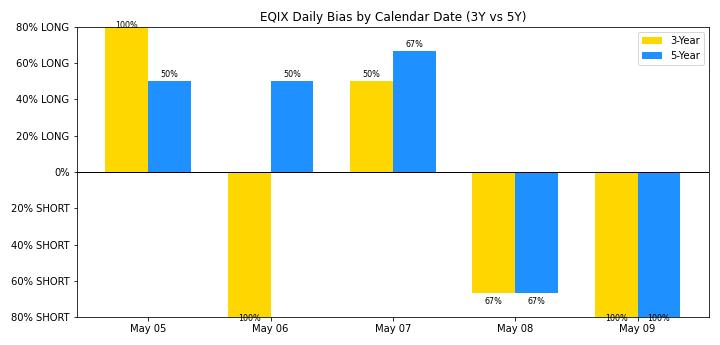 EQIX Daily Bias by Calendar Date (3Y vs 5Y)
80% LONG
60% LONG
40% LONG
20% LONG
0%
20% SHORT
40% SHORT
60% SHORT
80% SHORT
3-Year
5-Year
100%
50%
100%
50%
50%
67%
67%
67%
100%
100%
May 05
May 06
May 07
May 08
May 09